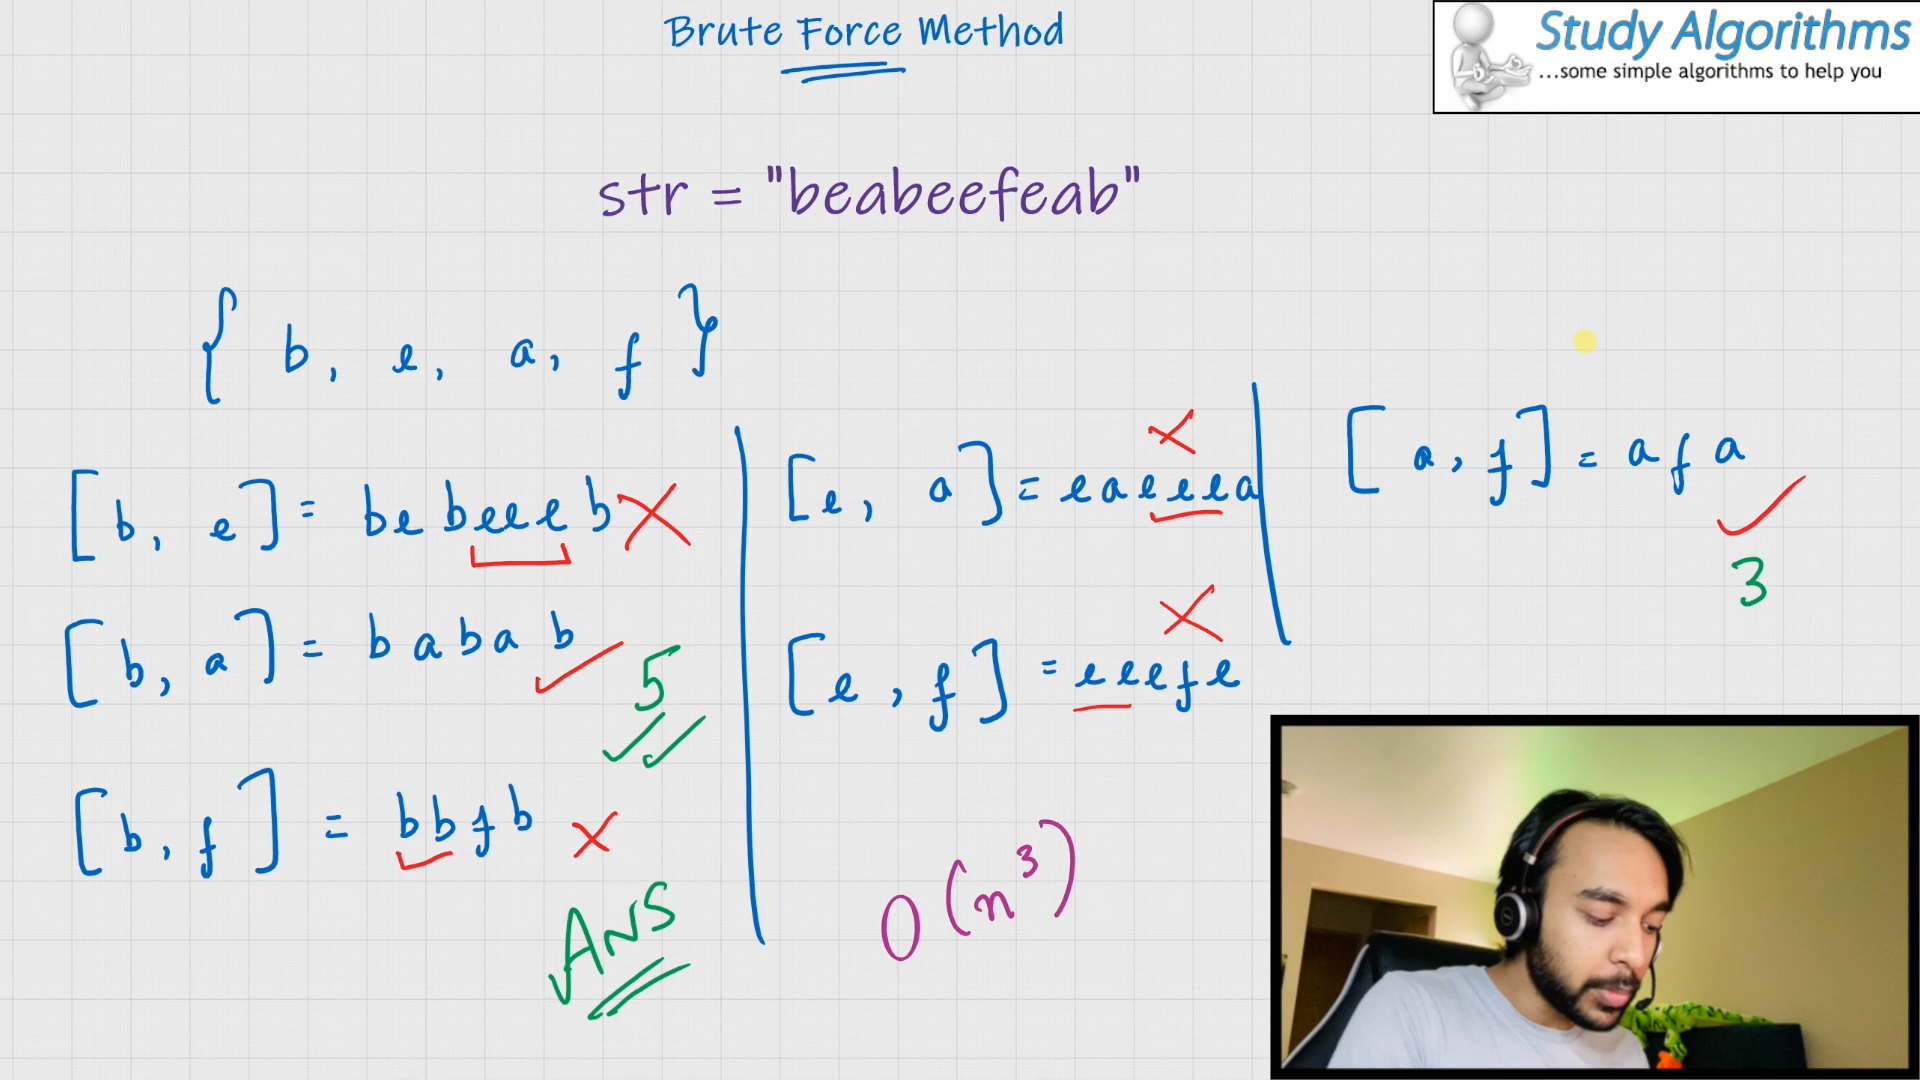 Brute Force Method
Study Algorithms
...some simple algorithms to help you
str = "beabeefeab"
{ b, e, a, f }
[b, e] = bebeeeb
[b, a] = babab
5
[b, f] = bbfb
Ans
[e, a] = eaeeea
[e, f] = eeefe
O(n³)
[a, f] = afa
3